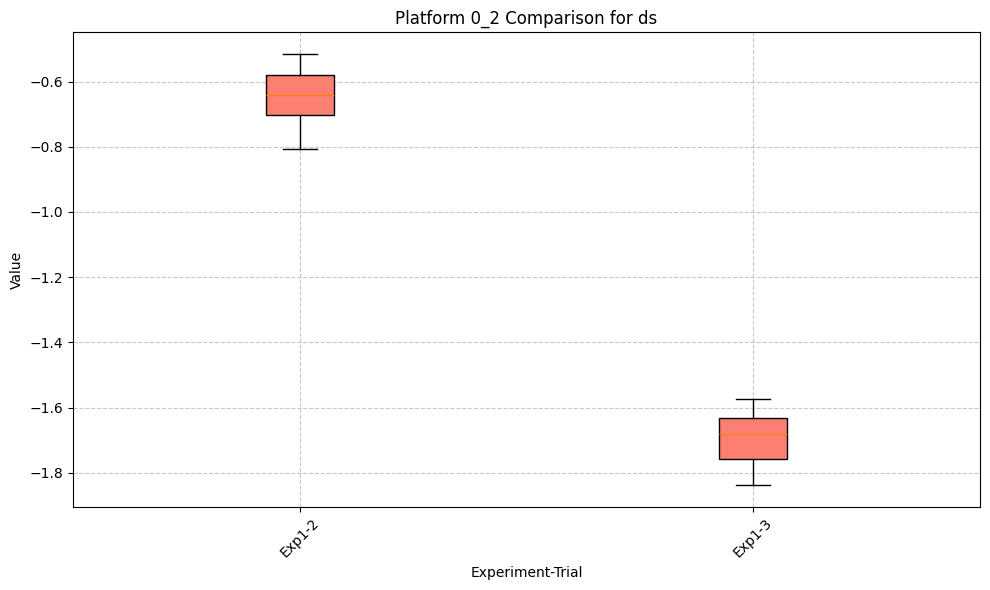 Platform 0_2 Comparison for ds
Value
−0.6
−0.8
−1.0
−1.2
−1.4
−1.6
−1.8
Exp1-2
Exp1-3
Experiment-Trial